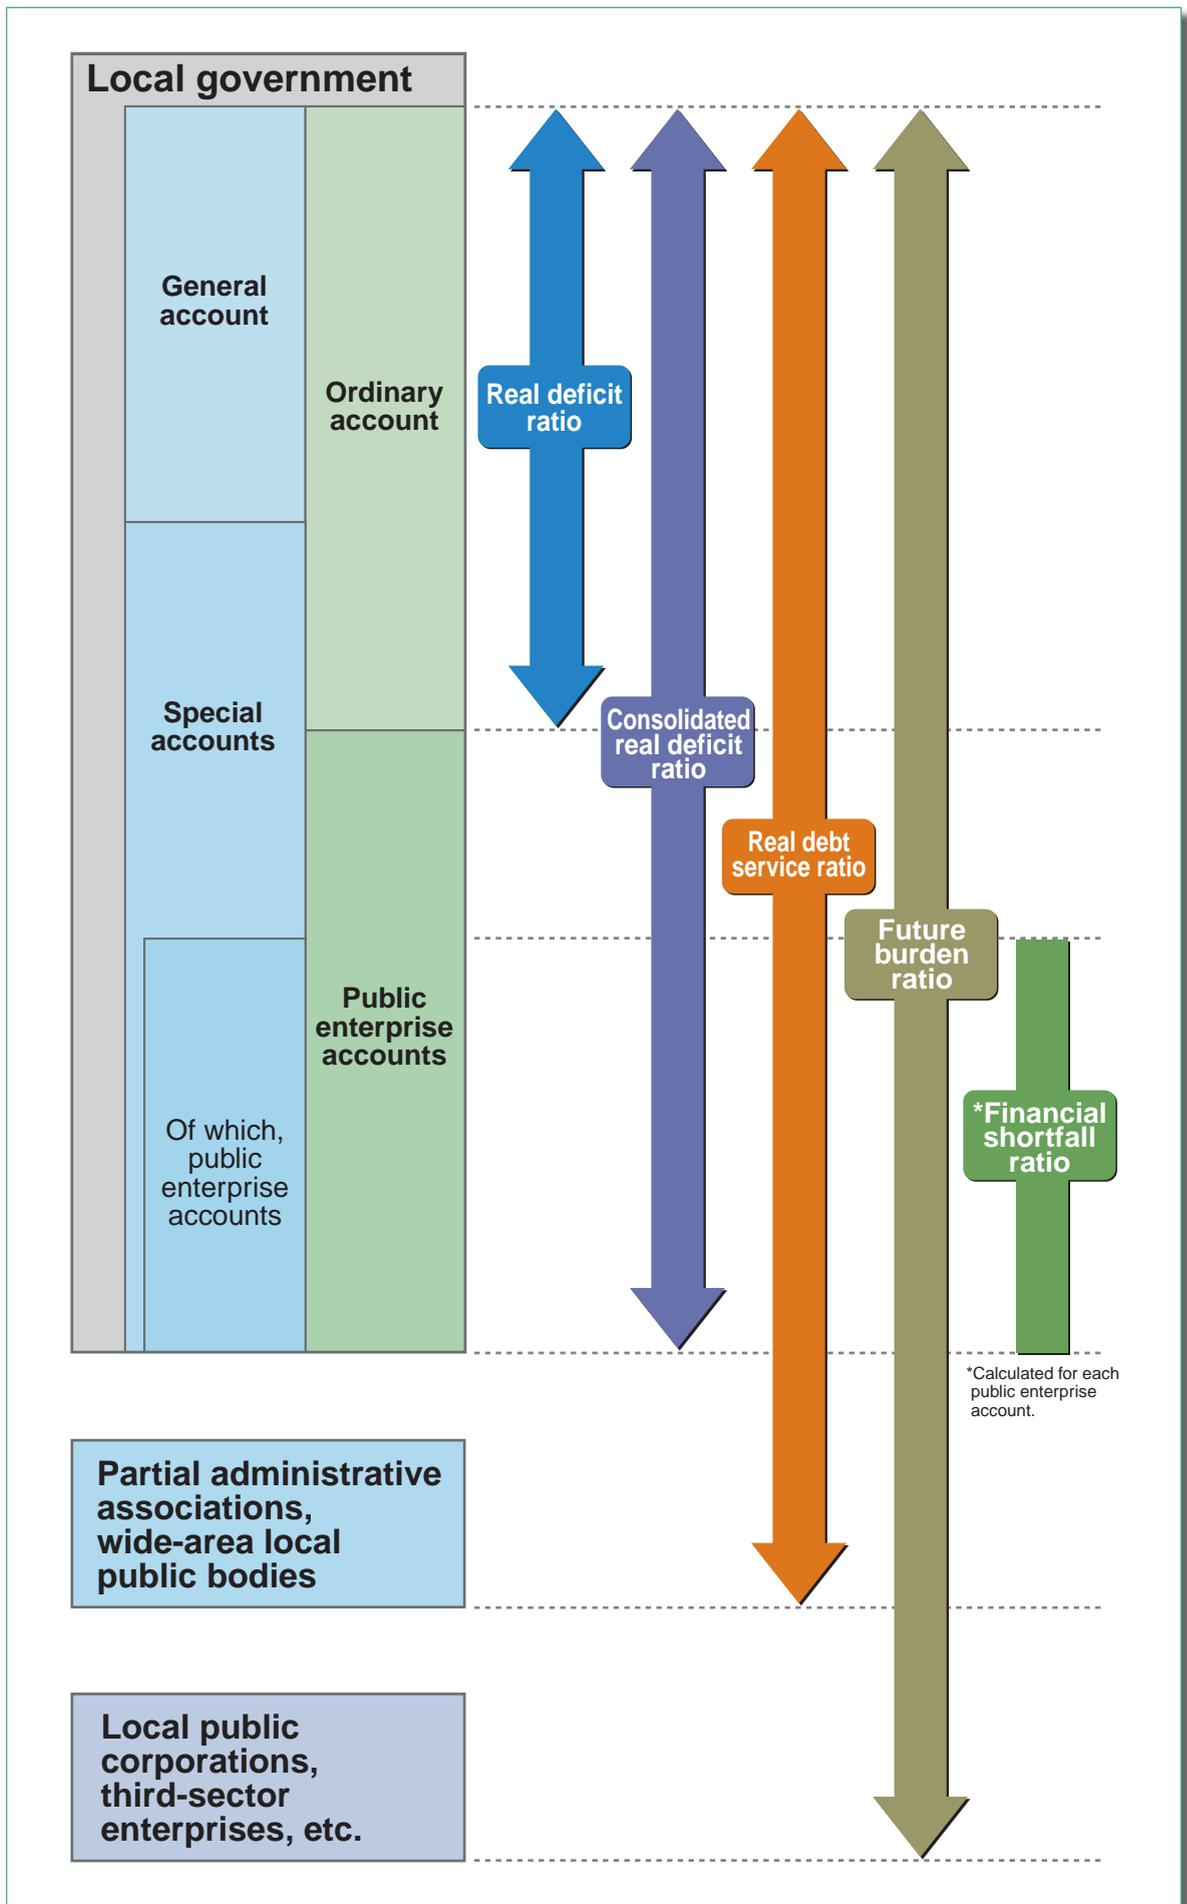 Local government
General
account
Ordinary
account
Real deficit
ratio
Special
accounts
Consolidated
real deficit
ratio
Real debt
service ratio
Future
burden
ratio
Public
enterprise
accounts
Of which,
public
enterprise
accounts
*Financial
shortfall
ratio
*Calculated for each
public enterprise
account.
Partial administrative
associations,
wide-area local
public bodies
Local public
corporations,
third-sector
enterprises, etc.